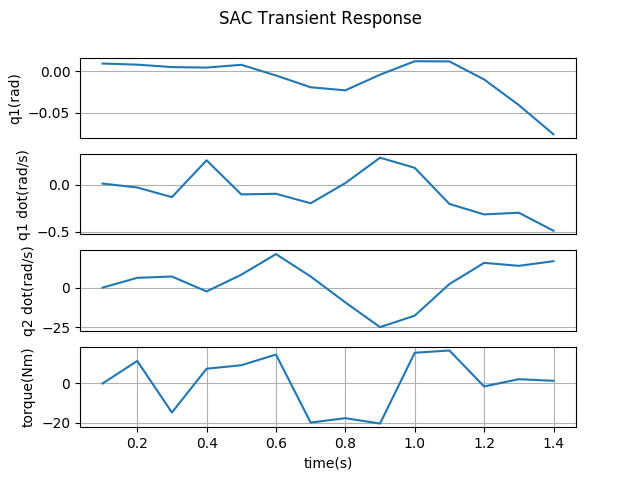 SAC Transient Response
0.00
−0.05
q1(rad)
0.0
−0.5
q1 dot(rad/s)
0
−25
q2 dot(rad/s)
0
−20
torque(Nm)
0.2 0.4 0.6 0.8 1.0 1.2 1.4
time(s)